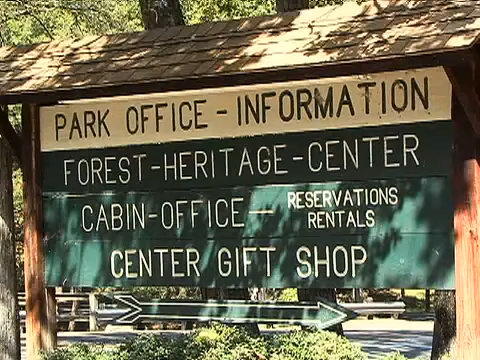 PARK OFFICE - INFORMATION
FOREST-HERITAGE-CENTER
CABIN-OFFICE— RESERVATIONS
RENTALS
CENTER GIFT SHOP